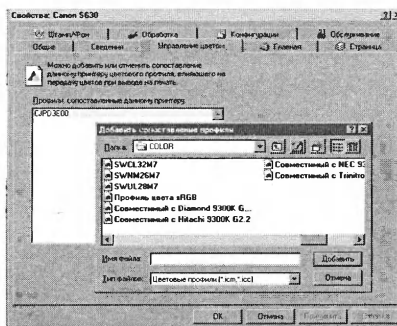 Свойства: Canon S630
Штамп/Фон
Обработка
Конфигурации
Обслуживание
Общие
Сведения
Управление цветом
Главная
Страница
Можно добавить или отменить сопоставление
данному принтеру цветового профиля, влияющего на
передачу цветов при выводе на печать.
Профили, сопоставленные данному принтеру:
CJPD3E00
Добавить сопоставление профиля
Папка:
COLOR
SWCL32M7
SWNM26M7
SWUL28M7
Профиль цвета sRGB
Совместимый с Diamond 9300K G...
Совместимый с Hitachi 9300K G2.2
Совместимый с NEC 93
Совместимый с Trinitro
Имя файла:
Добавить
Тип файлов:
Цветовые профили (*.icm,*.icc)
Отмена
OK
Отмена